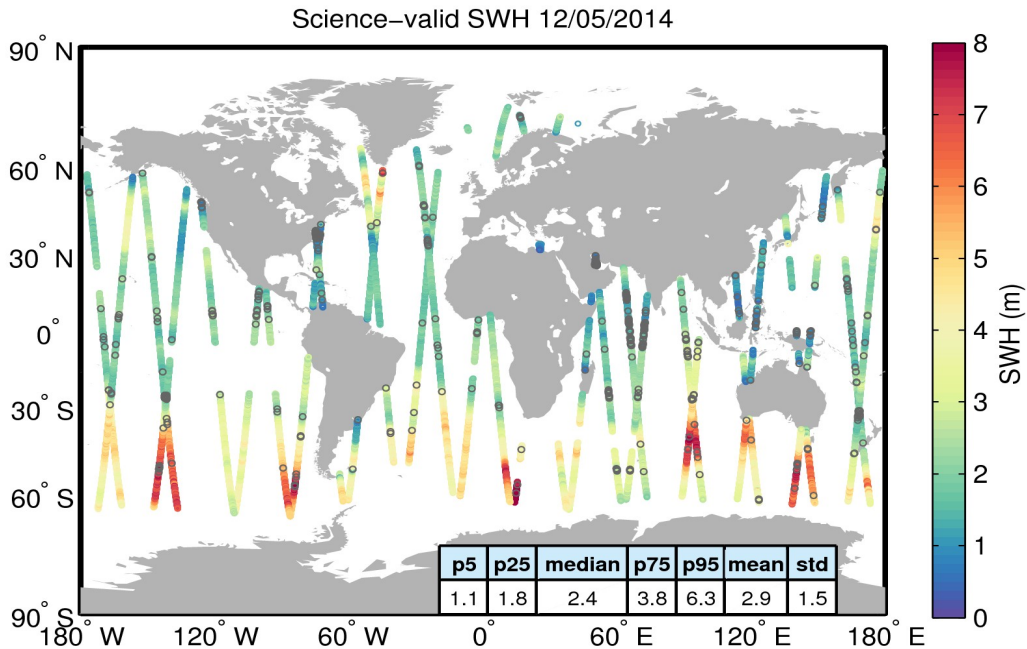 Science−valid SWH 12/05/2014
90° N
60° N
30° N
0°
30° S
60° S
90° S
180° W
120° W
60° W
0°
60° E
120° E
180° E
p5 p25 median p75 p95 mean std
1.1 1.8 2.4 3.8 6.3 2.9 1.5
8
7
6
5
4
3
2
1
0
SWH (m)